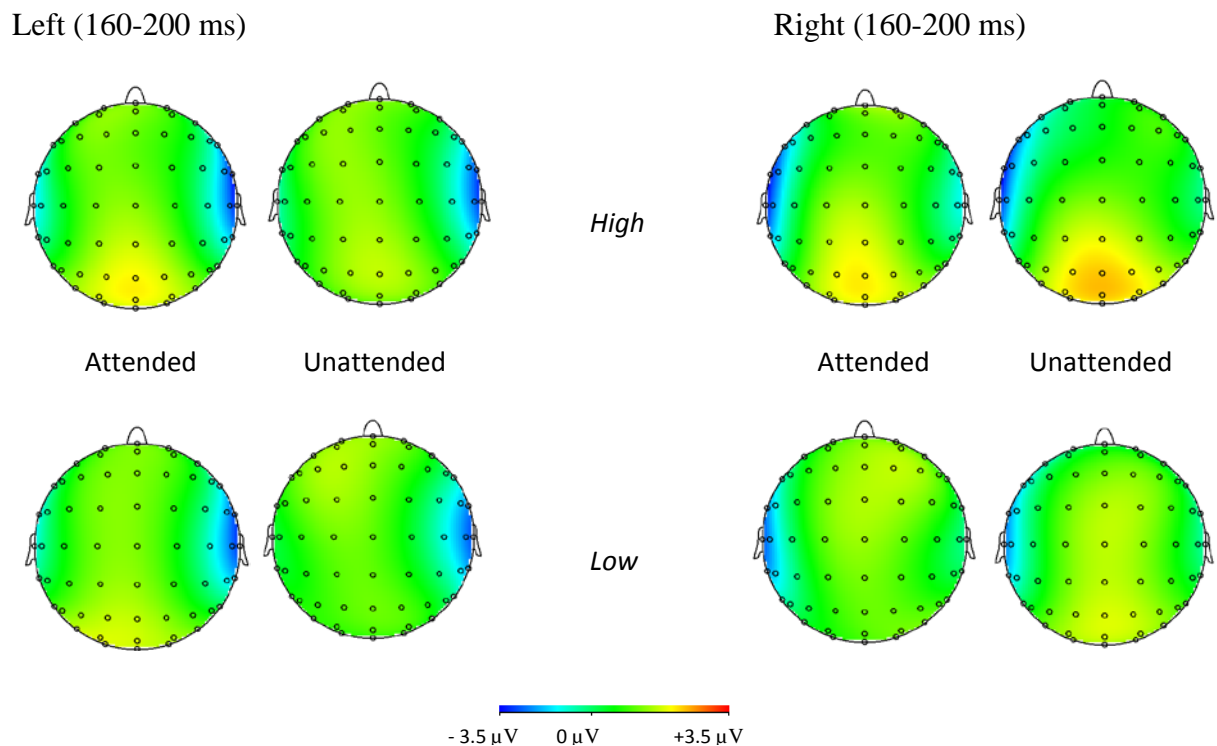 Left (160-200 ms) Right (160-200 ms)
High
Attended Unattended Attended Unattended
Low
- 3.5 µV 0 µV +3.5 µV